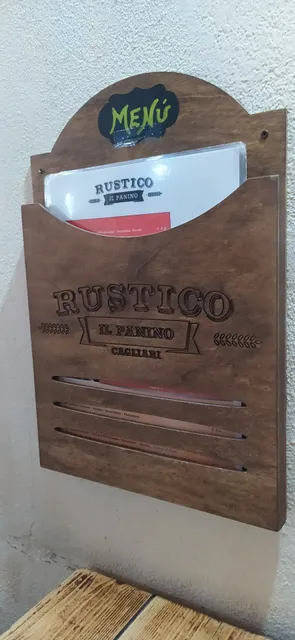 MENÚ
RUSTICO
IL PANINO
RUSTICO
IL PANINO
CAGLIARI